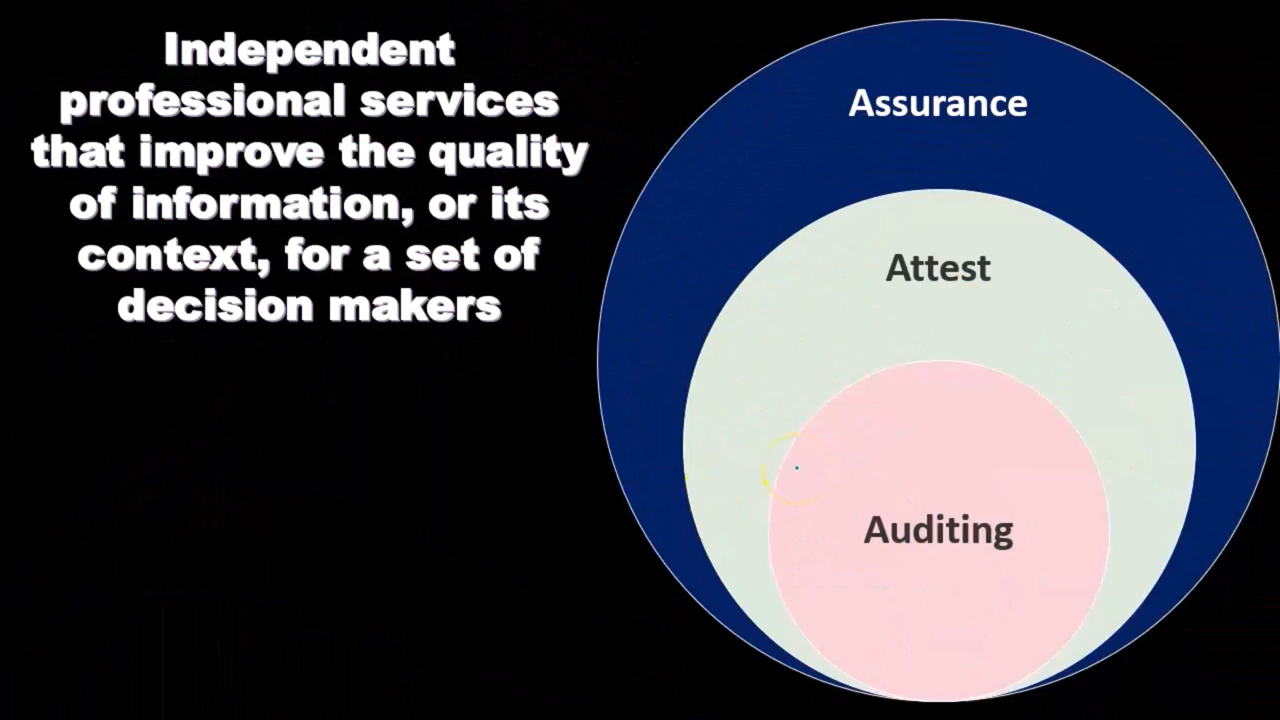 Independent
professional services
that improve the quality
of information, or its
context, for a set of
decision makers
Assurance
Attest
Auditing